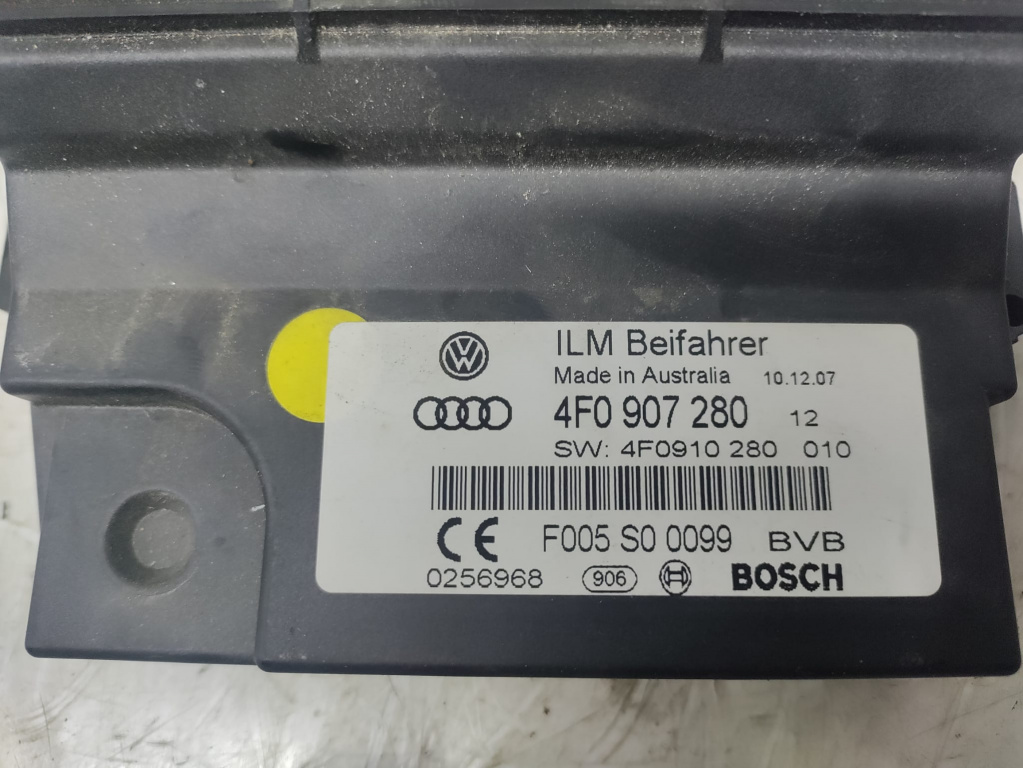 ILM Beifahrer
Made in Australia 10.12.07
4F0 907 280 12
SW: 4F0910 280 010
CE F005 S0 0099 BVB
0256968 906 BOSCH